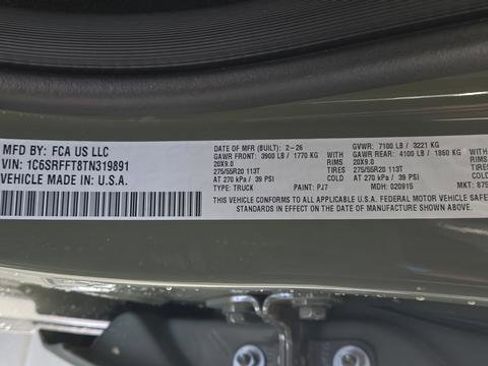 MFD BY: FCA US LLC
VIN: 1C6SRFFT8TN319891
VEHICLE MADE IN: U.S.A.
DATE OF MFR (BUILT): 2-26 GVWR: 7100 LB / 3221 KG
GAWR FRONT: 3900 LB / 1770 KG WITH GAWR REAR: 4100 LB / 1860 KG WITH
20X9.0 RIMS 20X9.0 RIMS
275/55R20 113T TIRES 275/55R20 113T TIRES
AT 270 kPa / 39 PSI COLD AT 270 kPa / 39 PSI COLD
TYPE: TRUCK PAINT: PJ7 MDH: 020915 MKT:
THIS VEHICLE CONFORMS TO ALL APPLICABLE U.S.A. FEDERAL MOTOR VEHICLE
STANDARDS IN EFFECT ON THE DATE OF MANUFACTURE SHOWN ABOVE